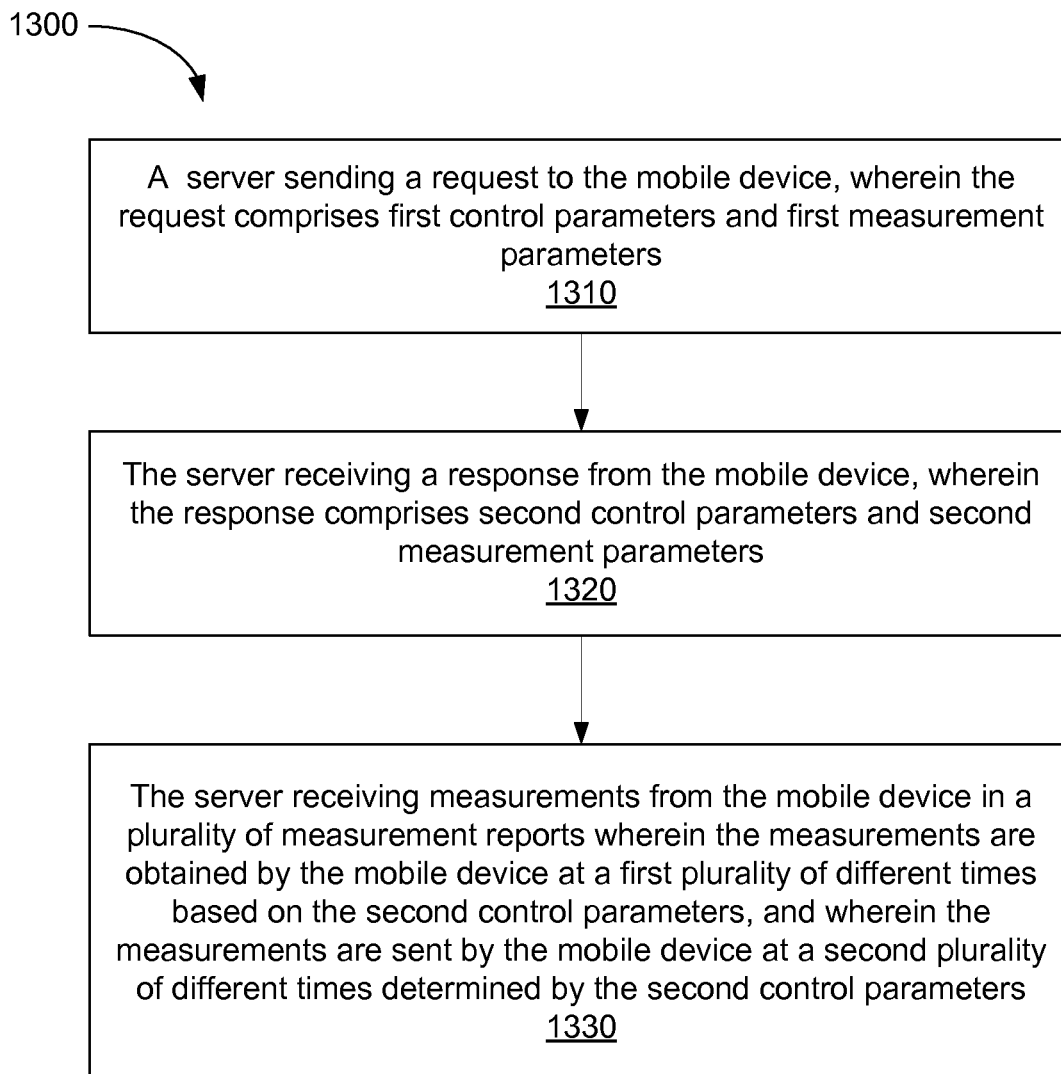 1300
A server sending a request to the mobile device, wherein the
request comprises first control parameters and first measurement
parameters
1310
The server receiving a response from the mobile device, wherein
the response comprises second control parameters and second
measurement parameters
1320
The server receiving measurements from the mobile device in a
plurality of measurement reports wherein the measurements are
obtained by the mobile device at a first plurality of different times
based on the second control parameters, and wherein the
measurements are sent by the mobile device at a second plurality
of different times determined by the second control parameters
1330